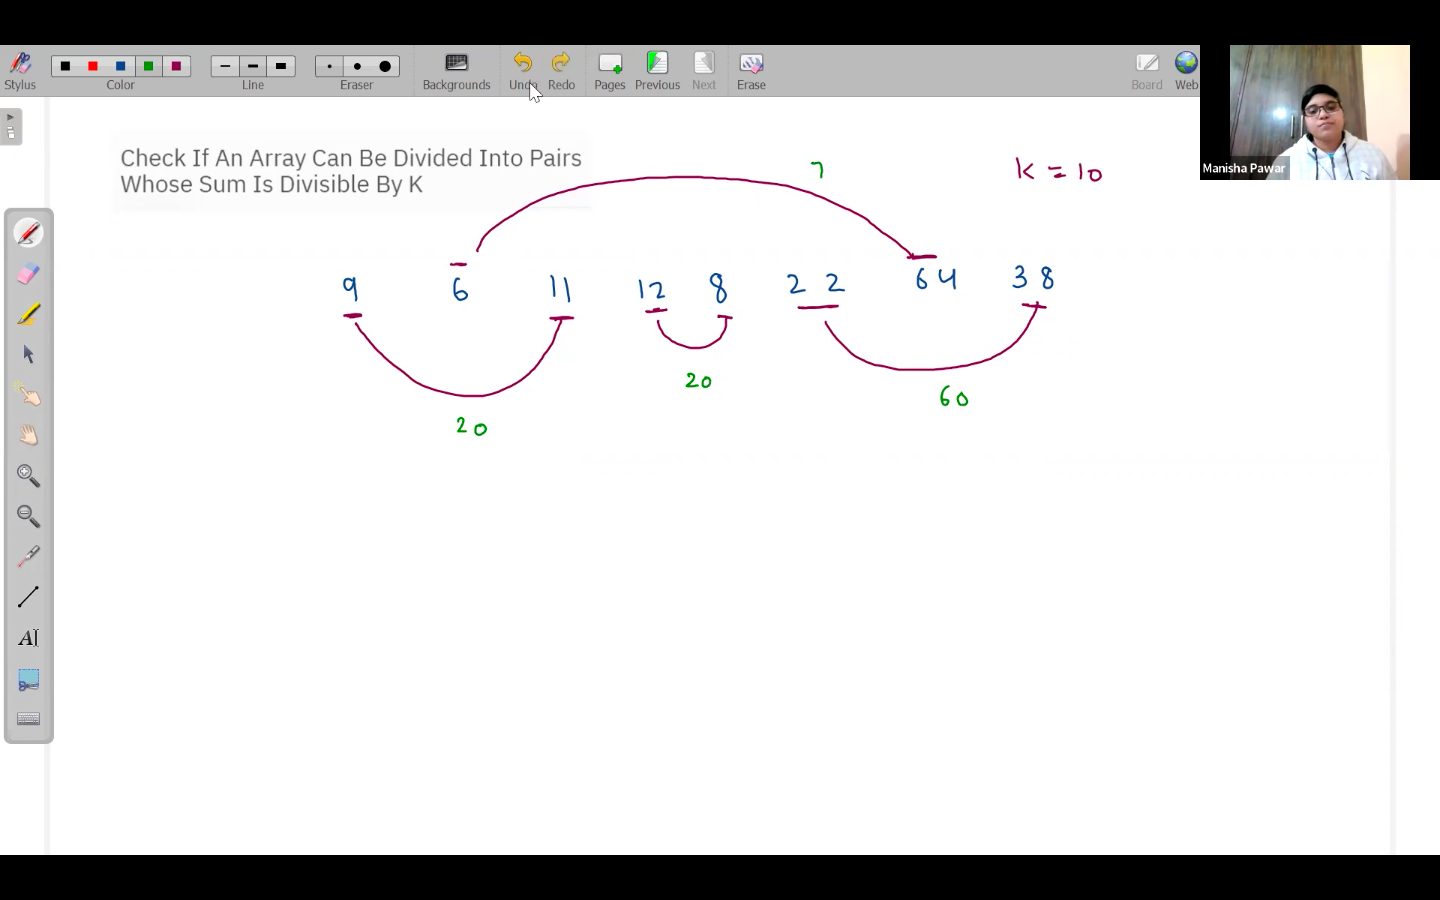 Stylus Color Line Eraser Backgrounds Undo Redo Pages Previous Next Erase Board Web
Manisha Pawar
Check If An Array Can Be Divided Into Pairs
Whose Sum Is Divisible By K
7
K = 10
9 6 11 12 8 22 64 38
20
60
20
AI